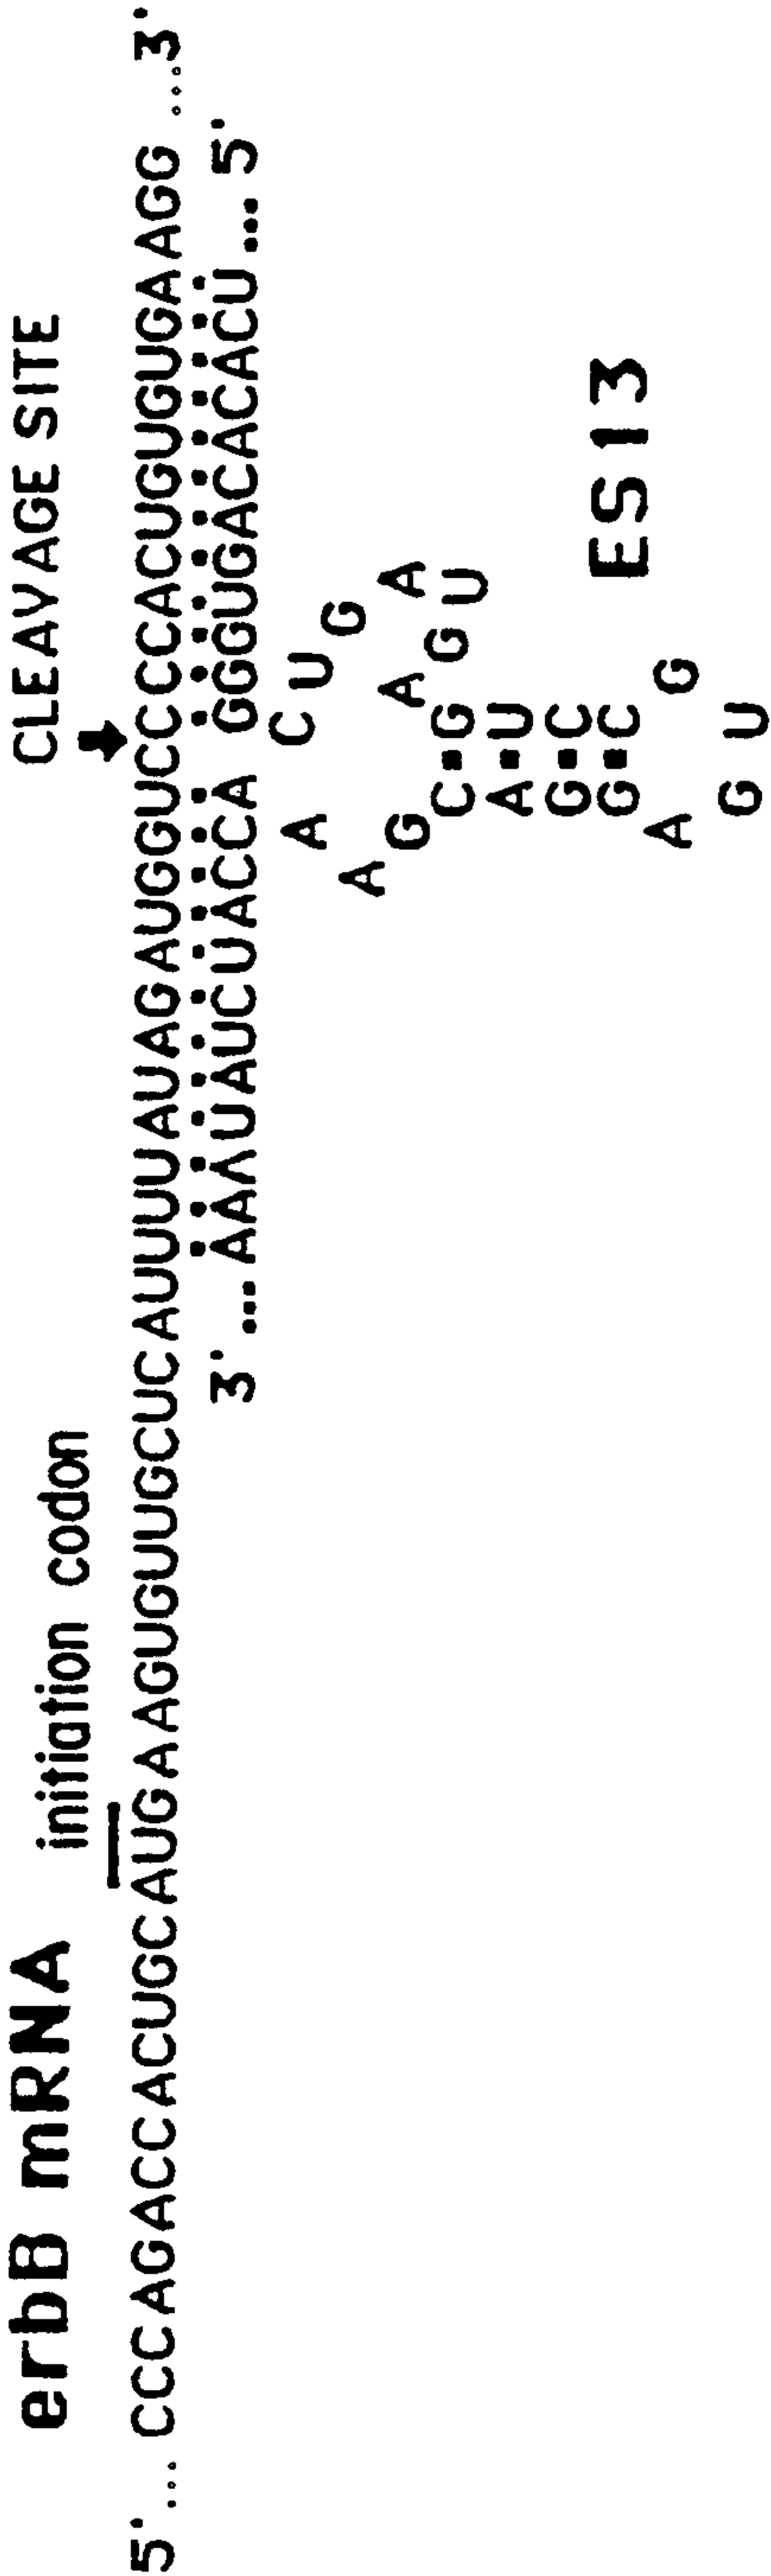 erbB mRNA initiation codon CLEAVAGE SITE
5'... CCCAGACCACUGCAUGAAGUGUUGCUCAUUUUAUAGAUGGUCCCCACUGUGUGAAGG ...3'
3'... AAAUAUCUACCA GGGUGACACACU ... 5'
A C U
A G
G A A
C·G G U
A·U
G·C
G·C
A G
G U
ES13